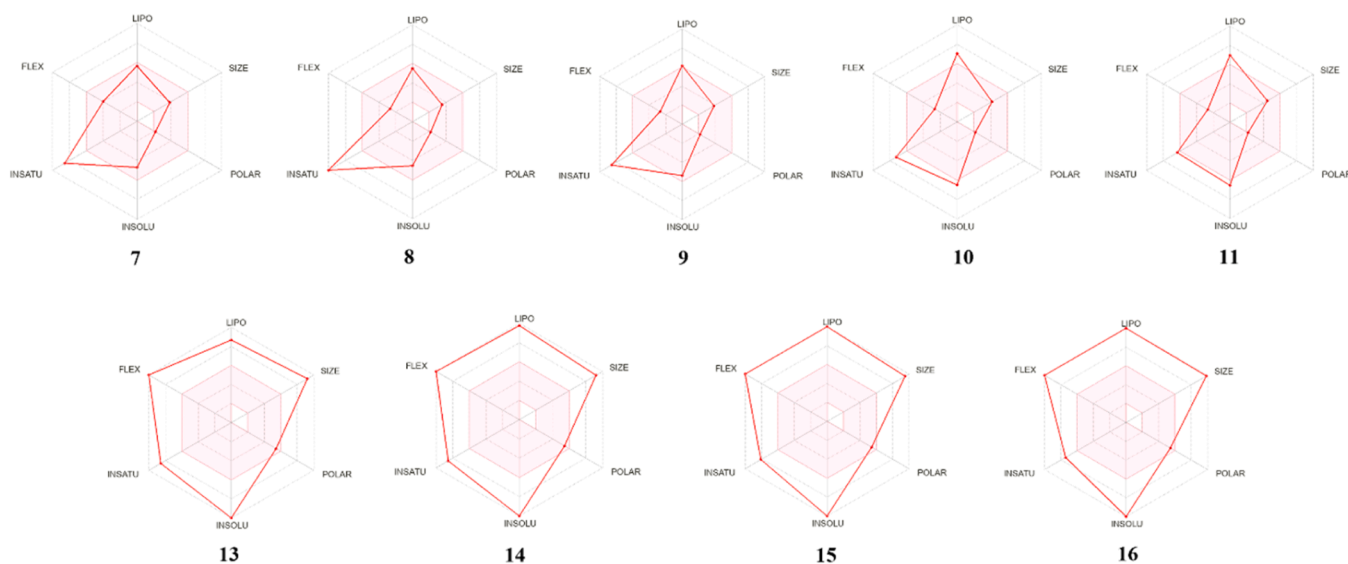 LIPO
FLEX
SIZE
INSATU
POLAR
INSOLU
7
LIPO
FLEX
SIZE
INSATU
POLAR
INSOLU
8
LIPO
FLEX
SIZE
INSATU
POLAR
INSOLU
9
LIPO
FLEX
SIZE
INSATU
POLAR
INSOLU
10
LIPO
FLEX
SIZE
INSATU
POLAR
INSOLU
11
LIPO
FLEX
SIZE
INSATU
POLAR
INSOLU
13
LIPO
FLEX
SIZE
INSATU
POLAR
INSOLU
14
LIPO
FLEX
SIZE
INSATU
POLAR
INSOLU
15
LIPO
FLEX
SIZE
INSATU
POLAR
INSOLU
16